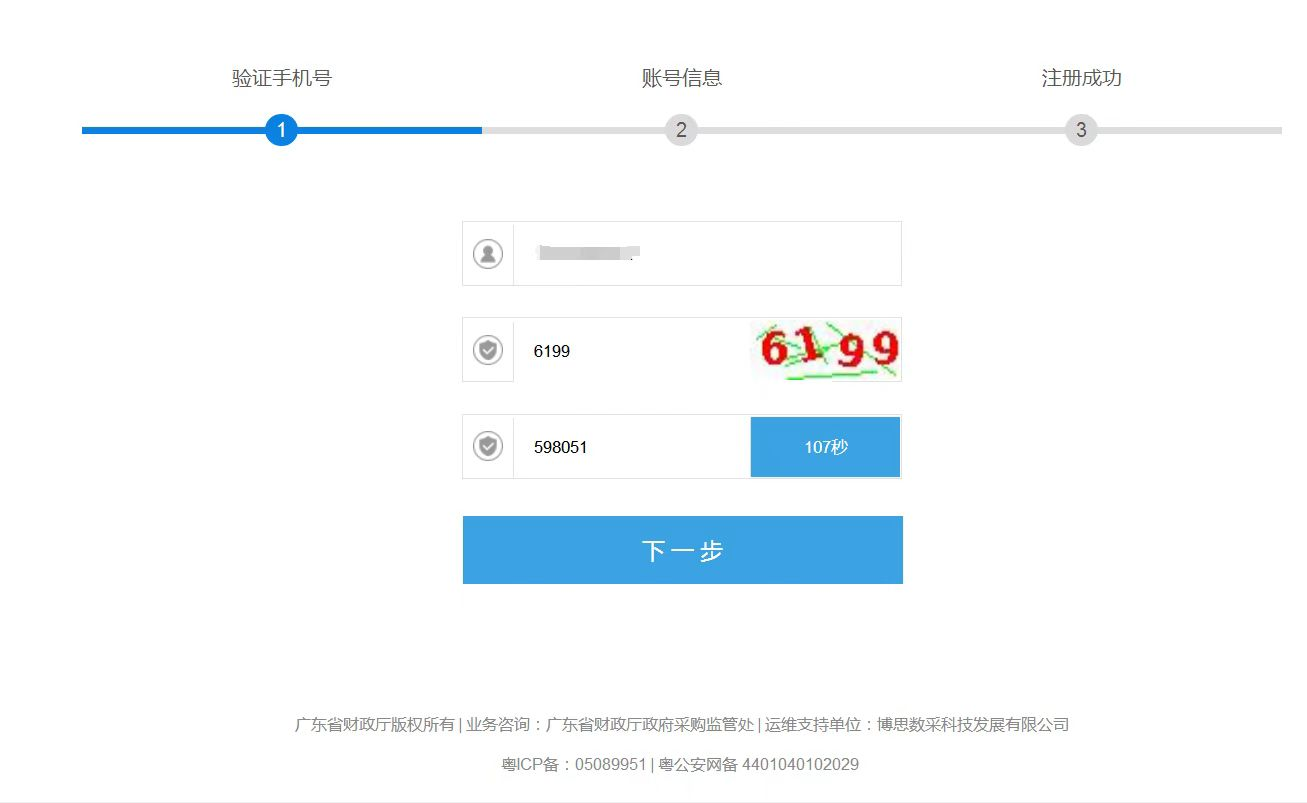 验证手机号 账号信息 注册成功
1 2 3
6199 6199
598051 107秒
下一步
广东省财政厅版权所有 | 业务咨询：广东省财政厅政府采购监管处 | 运维支持单位：博思数采科技发展有限公司
粤ICP备：05089951 | 粤公安网备 4401040102029